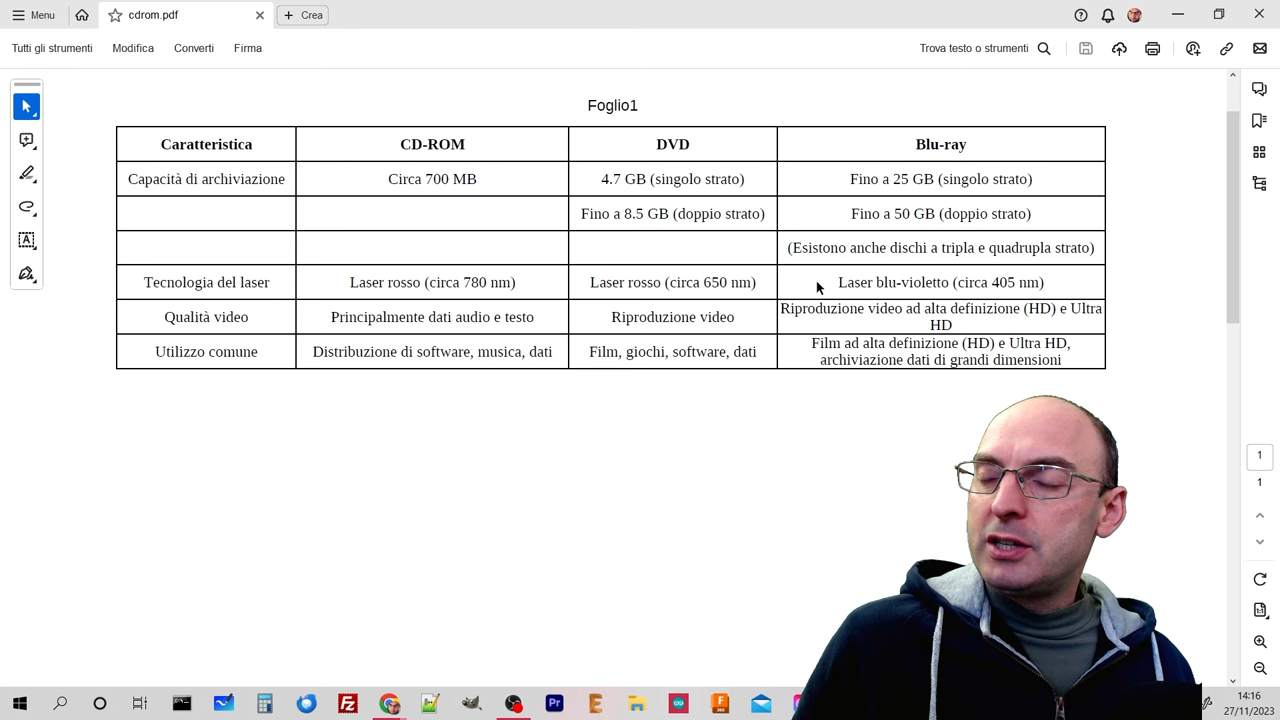 Menu
cdrom.pdf
Crea
Tutti gli strumenti
Modifica
Converti
Firma
Trova testo o strumenti
Foglio1
Caratteristica CD-ROM DVD Blu-ray
Capacità di archiviazione Circa 700 MB 4.7 GB (singolo strato) Fino a 25 GB (singolo strato)
Fino a 8.5 GB (doppio strato) Fino a 50 GB (doppio strato)
(Esistono anche dischi a tripla e quadrupla strato)
Tecnologia del laser Laser rosso (circa 780 nm) Laser rosso (circa 650 nm) Laser blu-violetto (circa 405 nm)
Qualità video Principalmente dati audio e testo Riproduzione video Riproduzione video ad alta definizione (HD) e Ultra
HD
Utilizzo comune Distribuzione di software, musica, dati Film, giochi, software, dati Film ad alta definizione (HD) e Ultra HD,
archiviazione dati di grandi dimensioni
1
1
Pr
14:16
27/11/2023